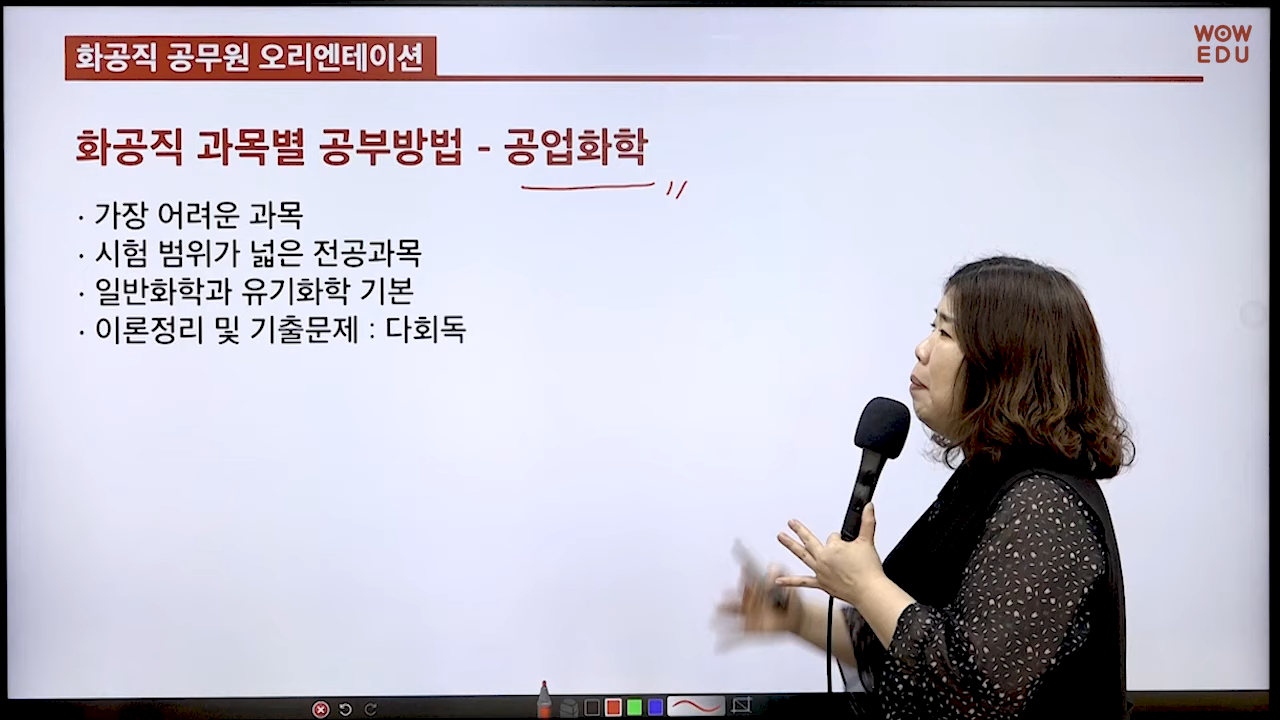 화공직 공무원 오리엔테이션
WOW
EDU
화공직 과목별 공부방법 - 공업화학
· 가장 어려운 과목
· 시험 범위가 넓은 전공과목
· 일반화학과 유기화학 기본
· 이론정리 및 기출문제 : 다회독